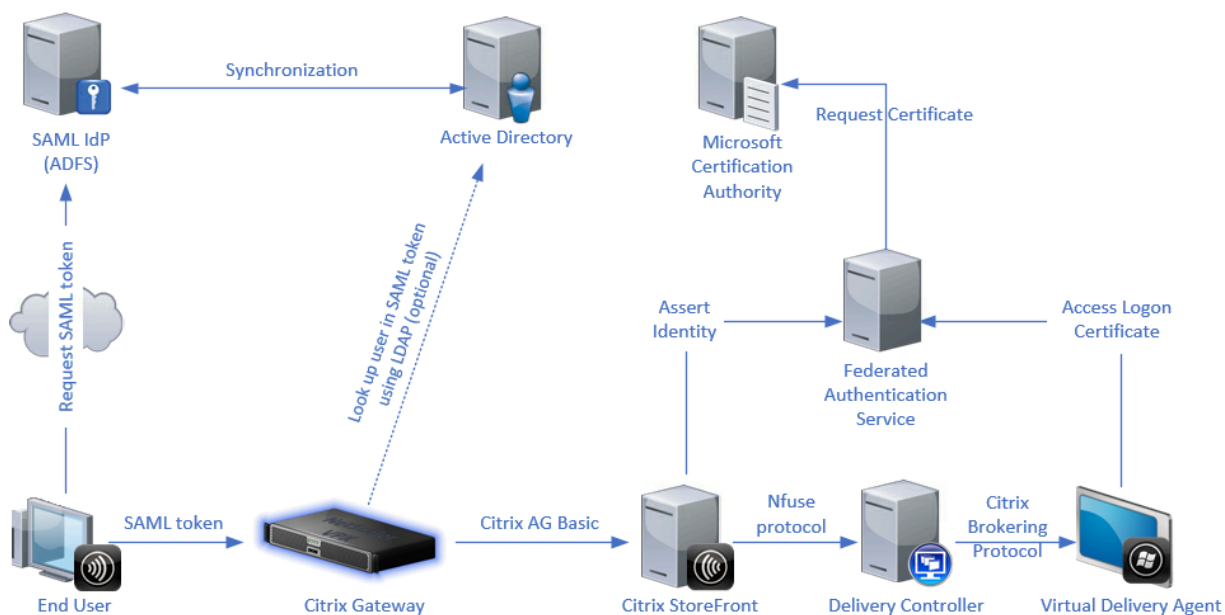 Synchronization
SAML IdP
(ADFS)
Active Directory
Request Certificate
Microsoft
Certification
Authority
Request SAML token
Look up user in SAML token
using LDAP (optional)
Assert
Identity
Access Logon
Certificate
Federated
Authentication
Service
SAML token
Citrix AG Basic
Nfuse
protocol
Citrix
Brokering
Protocol
End User
Citrix Gateway
Citrix StoreFront
Delivery Controller
Virtual Delivery Agent